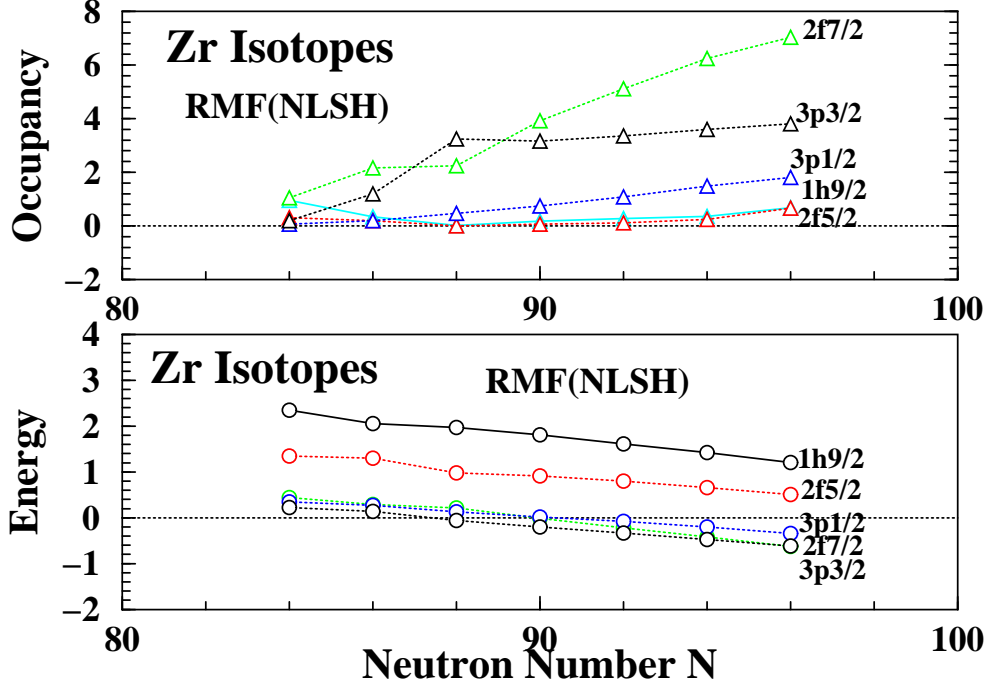 8
6
4
2
0
−2
Occupancy
Zr Isotopes
RMF(NLSH)
2f7/2
3p3/2
3p1/2
1h9/2
2f5/2
80
90
100
4
3
2
1
0
−1
−2
Energy
Zr Isotopes
RMF(NLSH)
1h9/2
2f5/2
3p1/2
2f7/2
3p3/2
80
90
100
Neutron Number N